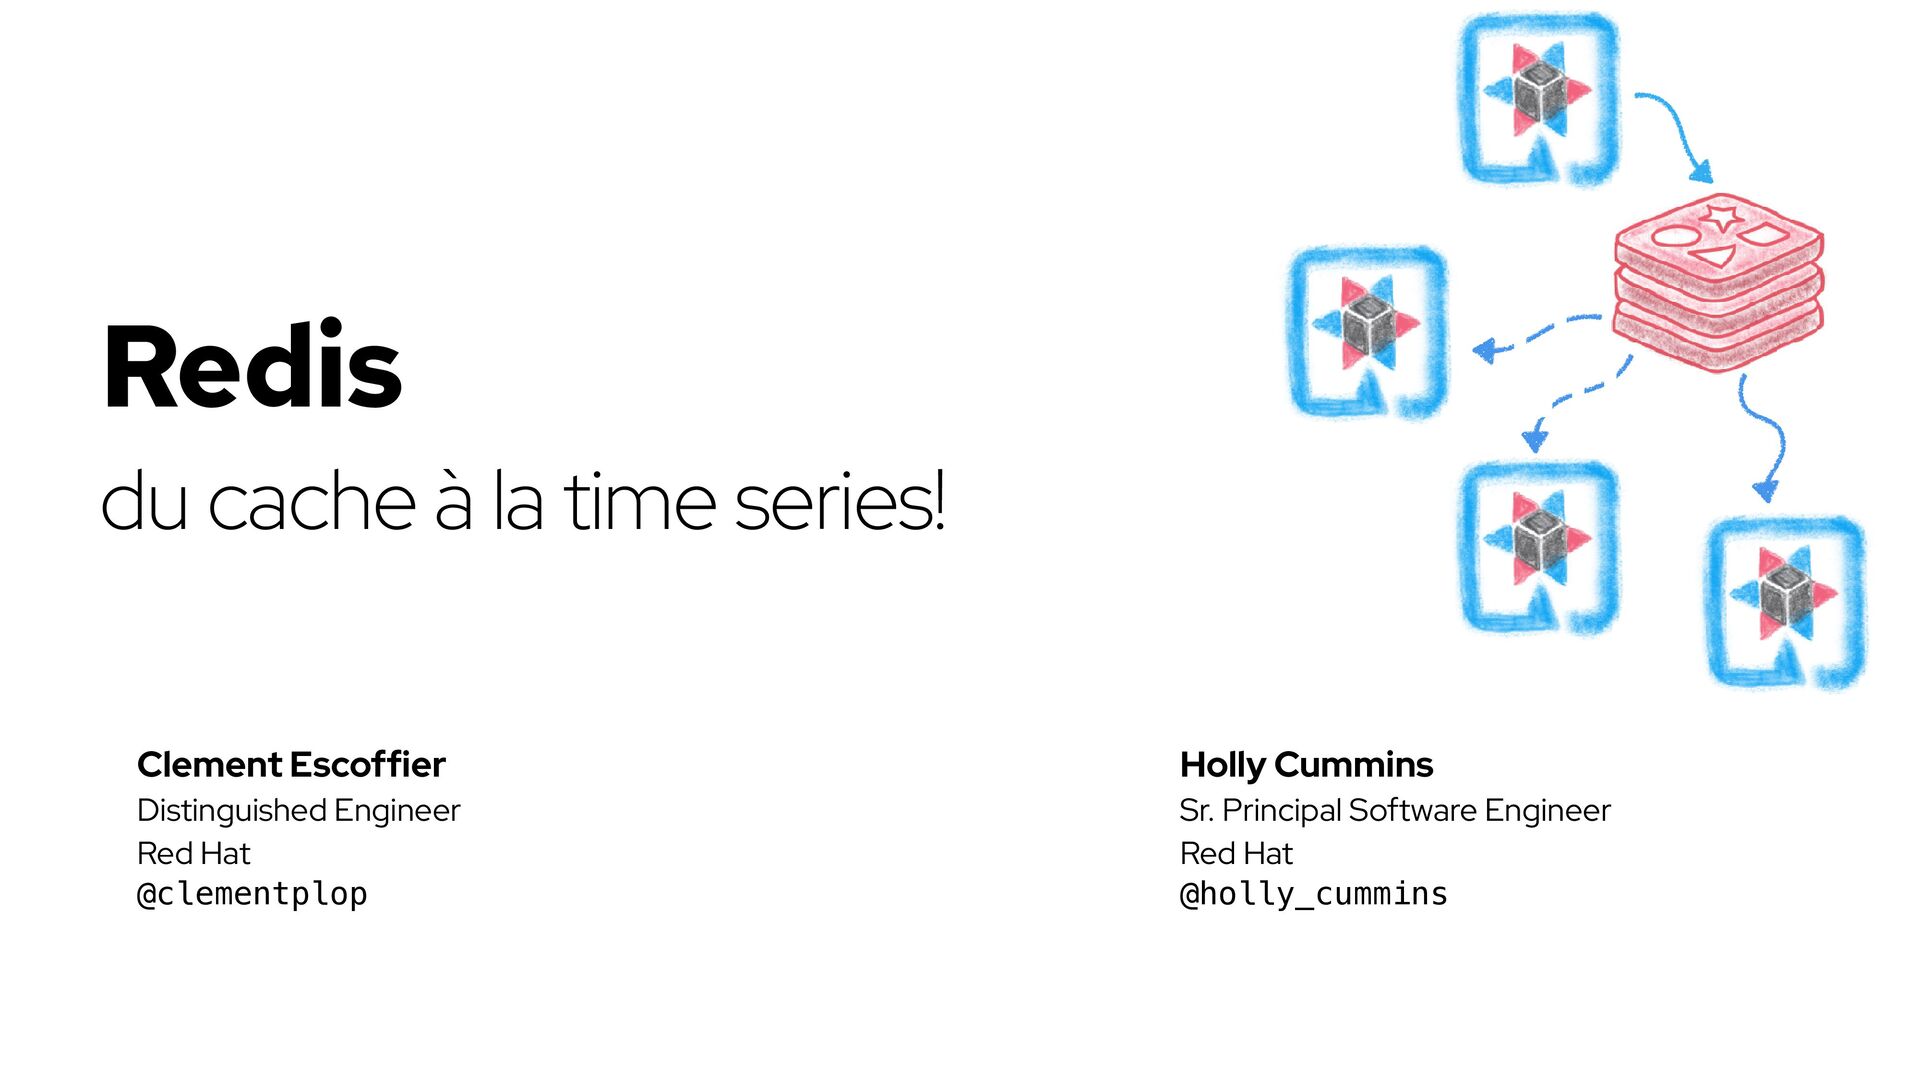 Redis
du cache à la time series!
Clement Escoffier
Distinguished Engineer
Red Hat
@clementplop
Holly Cummins
Sr. Principal Software Engineer
Red Hat
@holly_cummins